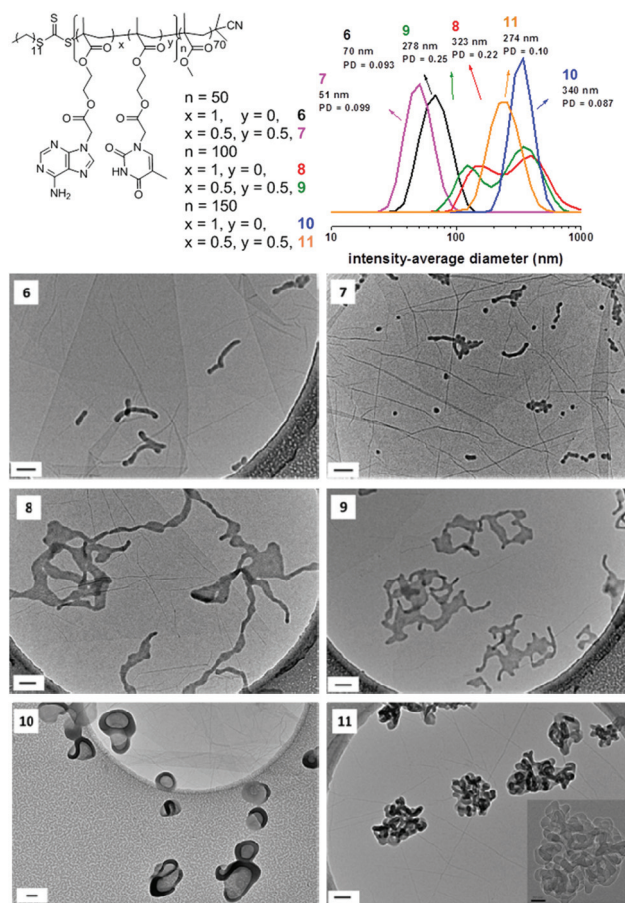 S
S
S
11
x
y
n
70
CN
O
O
O
O
O
O
O
O
O
O
N
N
N
N
NH₂
N
O
HN
O
n = 50
x = 1, y = 0, 6
x = 0.5, y = 0.5, 7
n = 100
x = 1, y = 0, 8
x = 0.5, y = 0.5, 9
n = 150
x = 1, y = 0, 10
x = 0.5, y = 0.5, 11
6
70 nm
PD = 0.093
9
278 nm
PD = 0.25
8
323 nm
PD = 0.22
11
274 nm
PD = 0.10
7
51 nm
PD = 0.099
10
340 nm
PD = 0.087
10
100
1000
intensity-average diameter (nm)
6
7
8
9
10
11